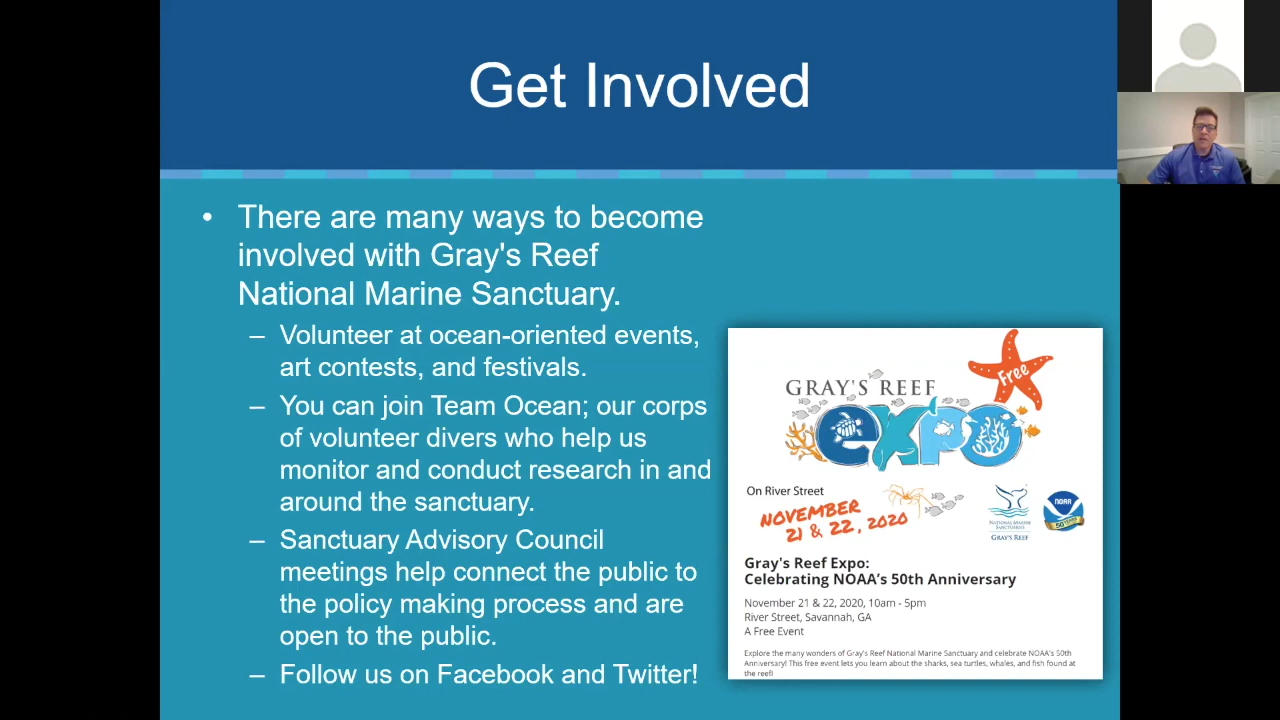 Get Involved
• There are many ways to become
involved with Gray's Reef
National Marine Sanctuary.
– Volunteer at ocean-oriented events,
art contests, and festivals.
– You can join Team Ocean; our corps
of volunteer divers who help us
monitor and conduct research in and
around the sanctuary.
– Sanctuary Advisory Council
meetings help connect the public to
the policy making process and are
open to the public.
– Follow us on Facebook and Twitter!
Free
GRAY'S REEF
expo
On River Street
NOVEMBER
21 & 22, 2020
NATIONAL MARINE
SANCTUARIES
GRAY'S REEF
NOAA
50 YEARS
Gray's Reef Expo:
Celebrating NOAA's 50th Anniversary
November 21 & 22, 2020, 10am - 5pm
River Street, Savannah, GA
A Free Event
Explore the many wonders of Gray's Reef National Marine Sanctuary and celebrate NOAA's 50th
Anniversary! This free event lets you learn about the sharks, sea turtles, whales, and fish found at
the reef!